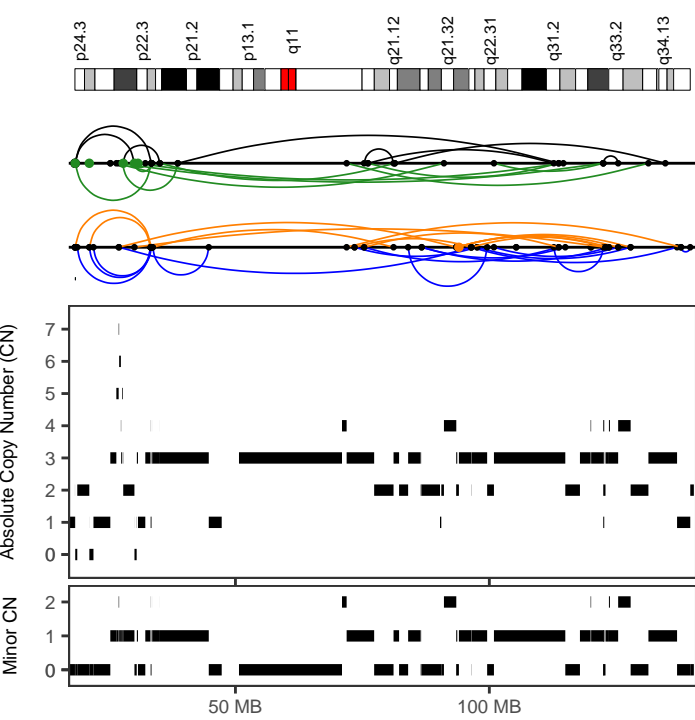 p24.3 p22.3 p21.2 p13.1 q11 q21.12 q21.32 q22.31 q31.2 q33.2 q34.13
Absolute Copy Number (CN)
7
6
5
4
3
2
1
0
Minor CN
2
1
0
50 MB 100 MB